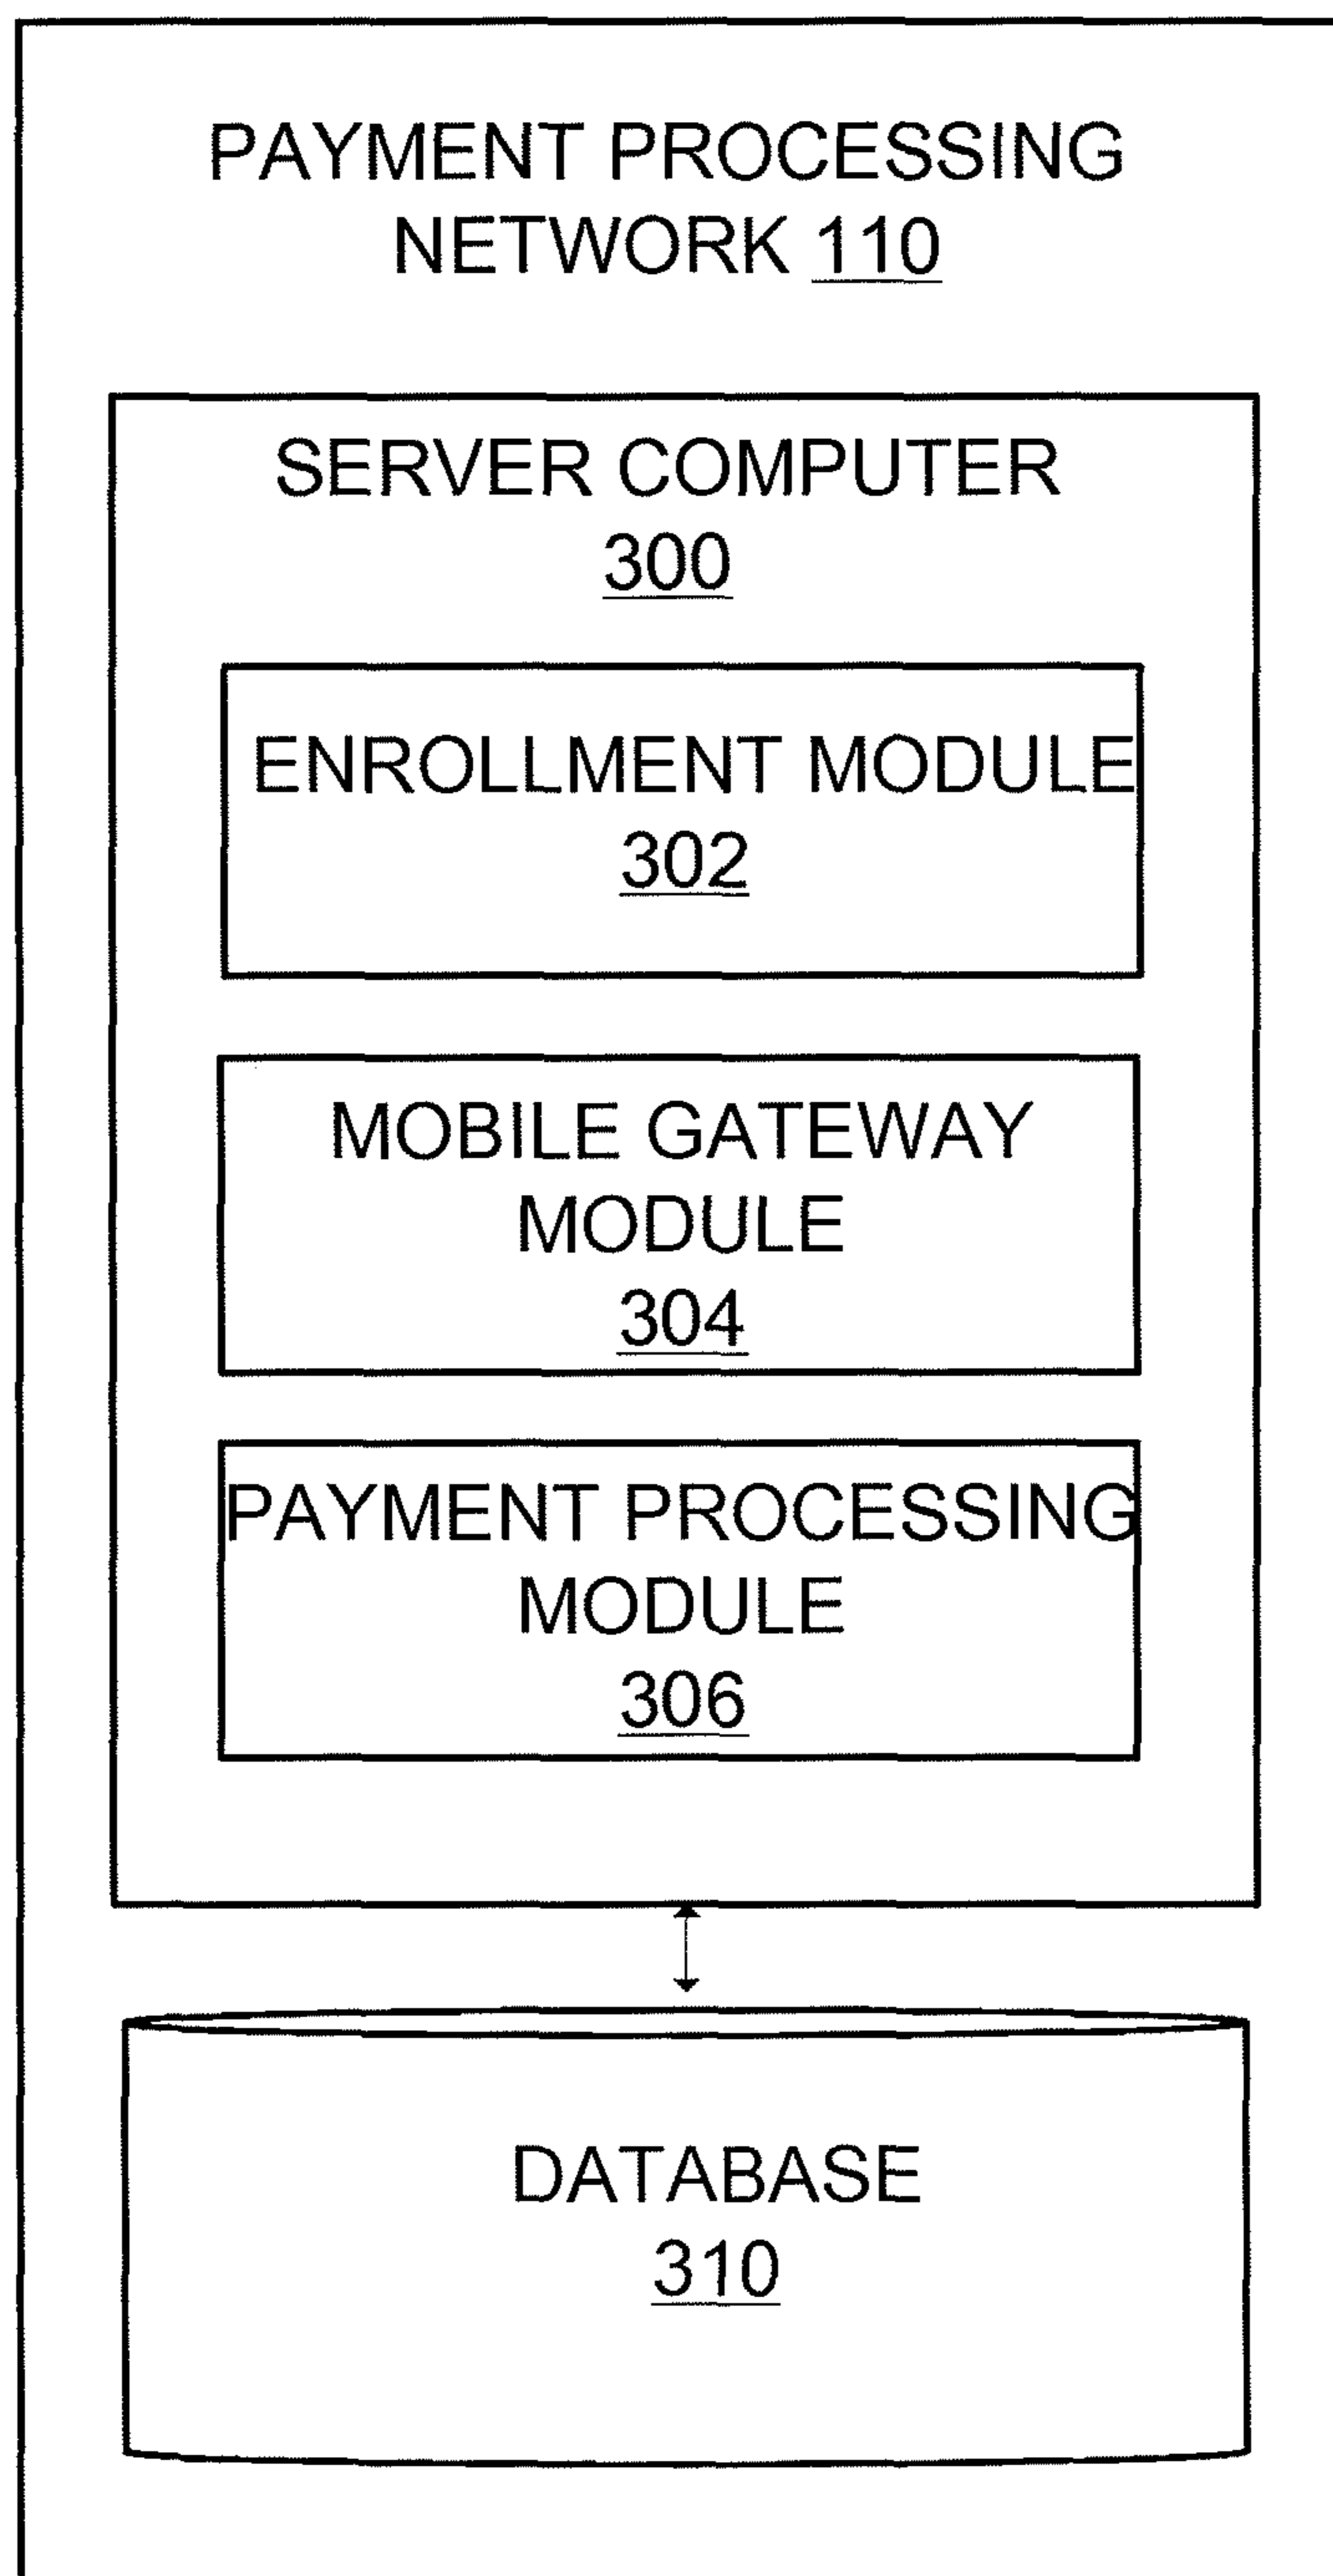 PAYMENT PROCESSING
NETWORK 110
SERVER COMPUTER
300
ENROLLMENT MODULE
302
MOBILE GATEWAY
MODULE
304
PAYMENT PROCESSING
MODULE
306
DATABASE
310